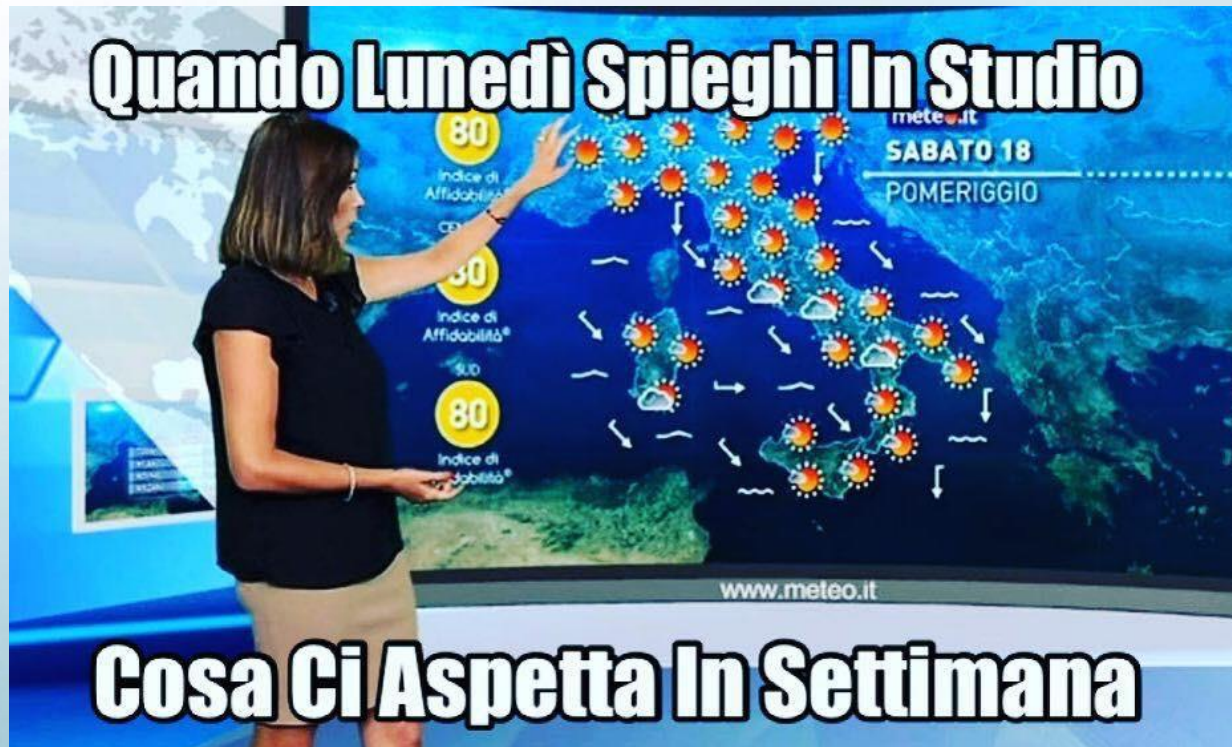 Quando Lunedì Spieghi In Studio
80
Indice di
Affidabilità®
meteo.it
SABATO 18
POMERIGGIO
80
Indice di
Affidabilità®
SUD
80
Indice di
www.meteo.it
Cosa Ci Aspetta In Settimana